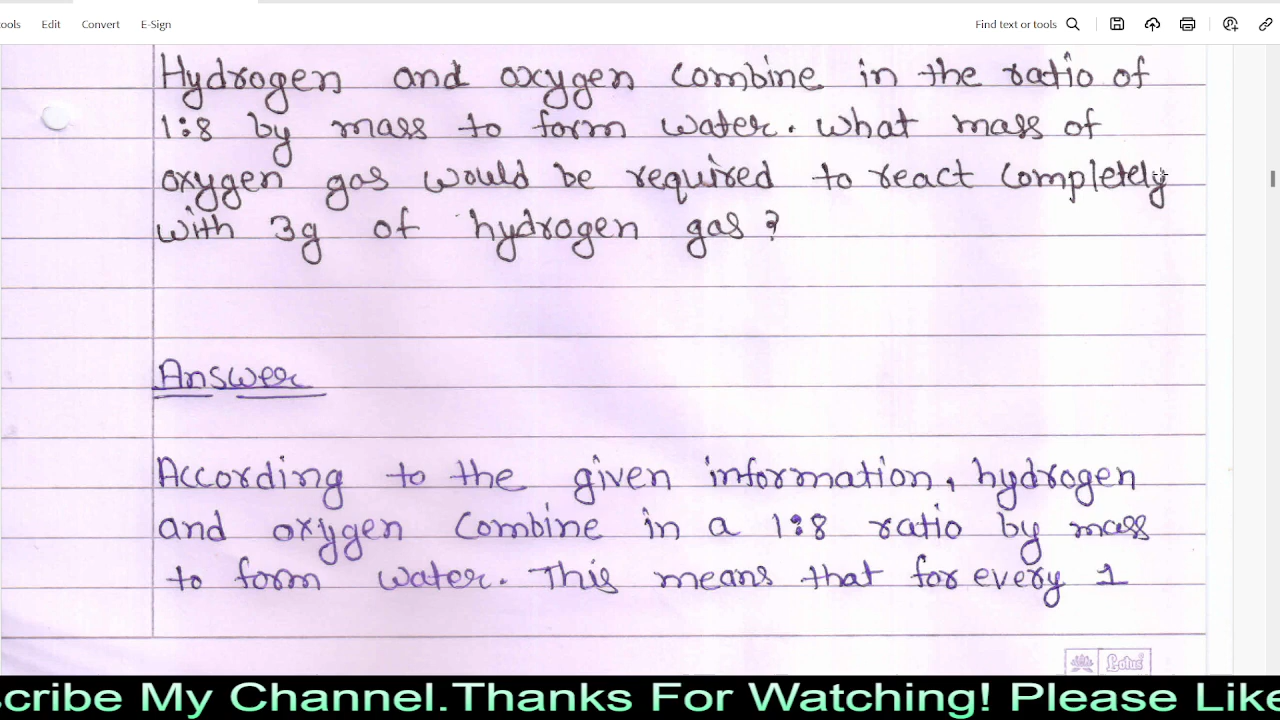 ools Edit Convert E-Sign Find text or tools
Hydrogen and oxygen combine in the ratio of
1:8 by mass to form water. What mass of
oxygen gas would be required to react completely
with 3g of hydrogen gas?
Answer
According to the given information, hydrogen
and oxygen combine in a 1:8 ratio by mass
to form water. This means that for every 1
Lotus
cribe My Channel.Thanks For Watching! Please Like